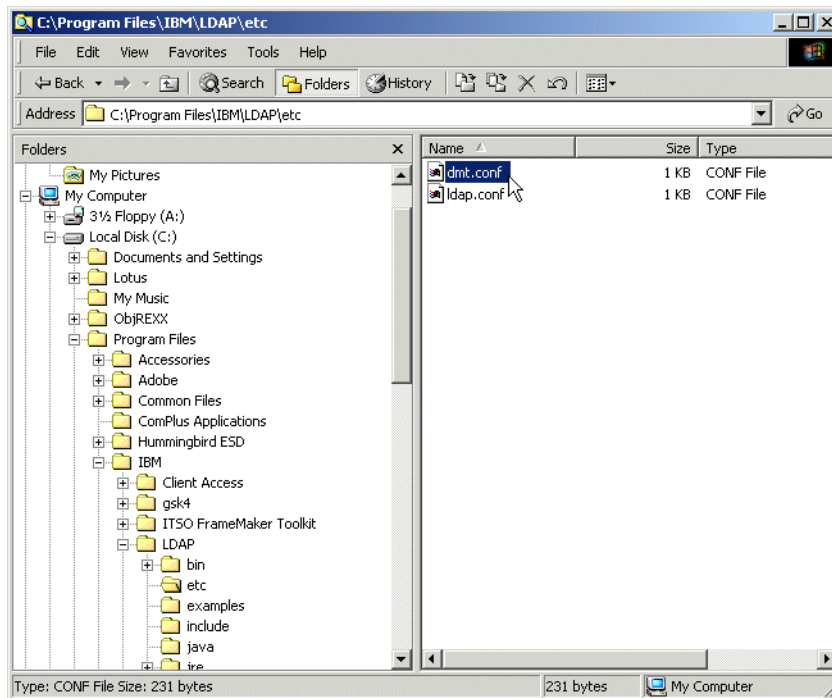 C:\Program Files\IBM\LDAP\etc
File Edit View Favorites Tools Help
Back Search Folders History
Address C:\Program Files\IBM\LDAP\etc Go
Folders
My Pictures
My Computer
3½ Floppy (A:)
Local Disk (C:)
Documents and Settings
Lotus
My Music
ObjREXX
Program Files
Accessories
Adobe
Common Files
ComPlus Applications
Hummingbird ESD
IBM
Client Access
gsk4
ITSO FrameMaker Toolkit
LDAP
bin
etc
examples
include
java
jre
Name Size Type
dmt.conf 1 KB CONF File
ldap.conf 1 KB CONF File
Type: CONF File Size: 231 bytes 231 bytes My Computer